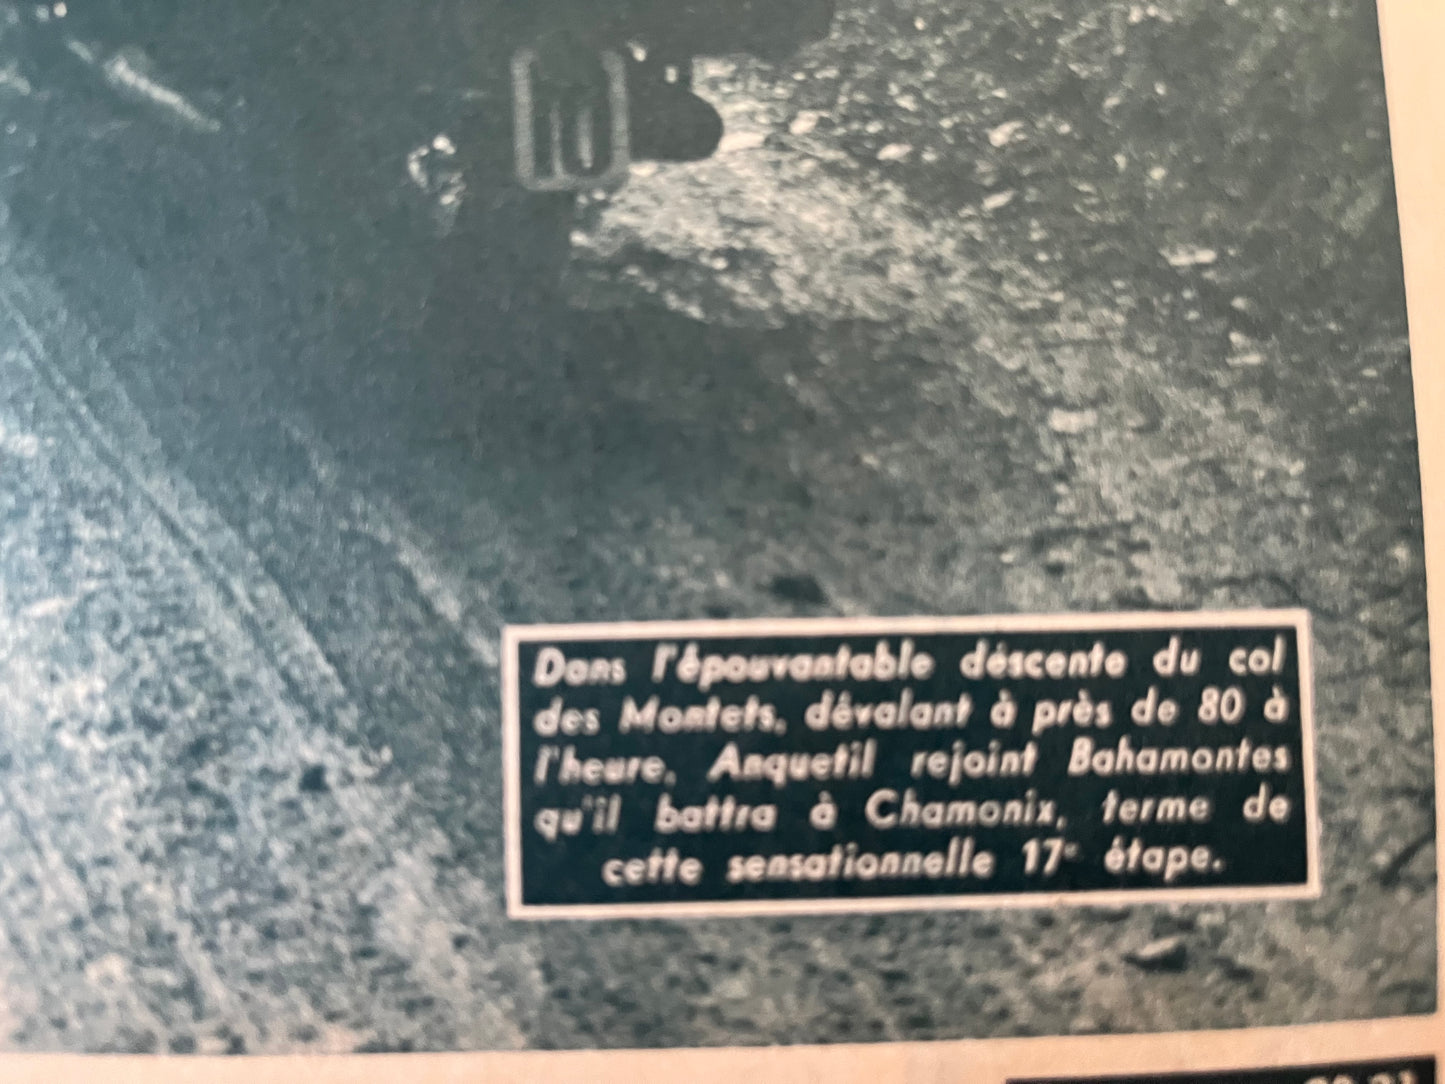 Dans l'épouvantable déscente du col
des Montets, dévalant à près de 80 à
l'heure, Anquetil rejoint Bahamontes
qu'il battra à Chamonix, terme de
cette sensationnelle 17e étape.